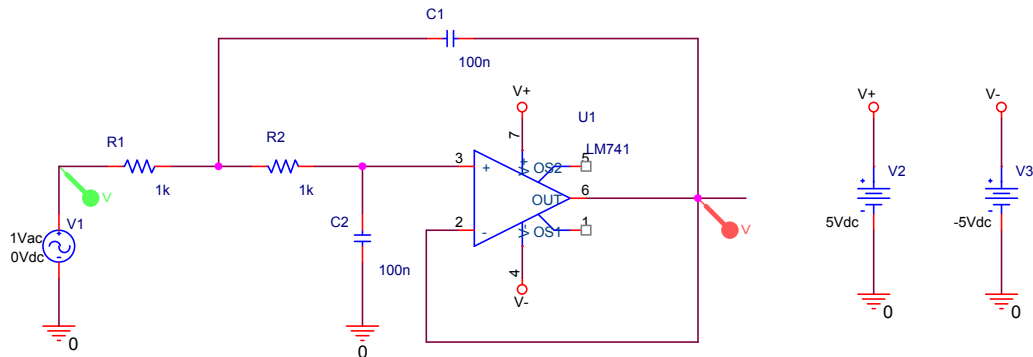 C1
100n
V+
U1
7
R1
R2
3
+
V+
OS2
5
LM741
1k
1k
OUT
6
V
V1
1Vac
0Vdc
C2
100n
2
-
V-
OS1
1
4
V-
V
0
0
V+
V2
5Vdc
0
V-
V3
-5Vdc
0